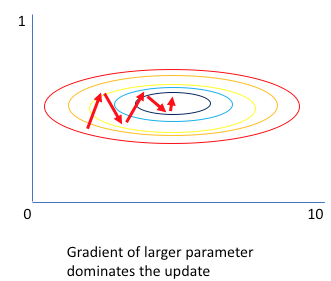 1
0
10
Gradient of larger parameter
dominates the update